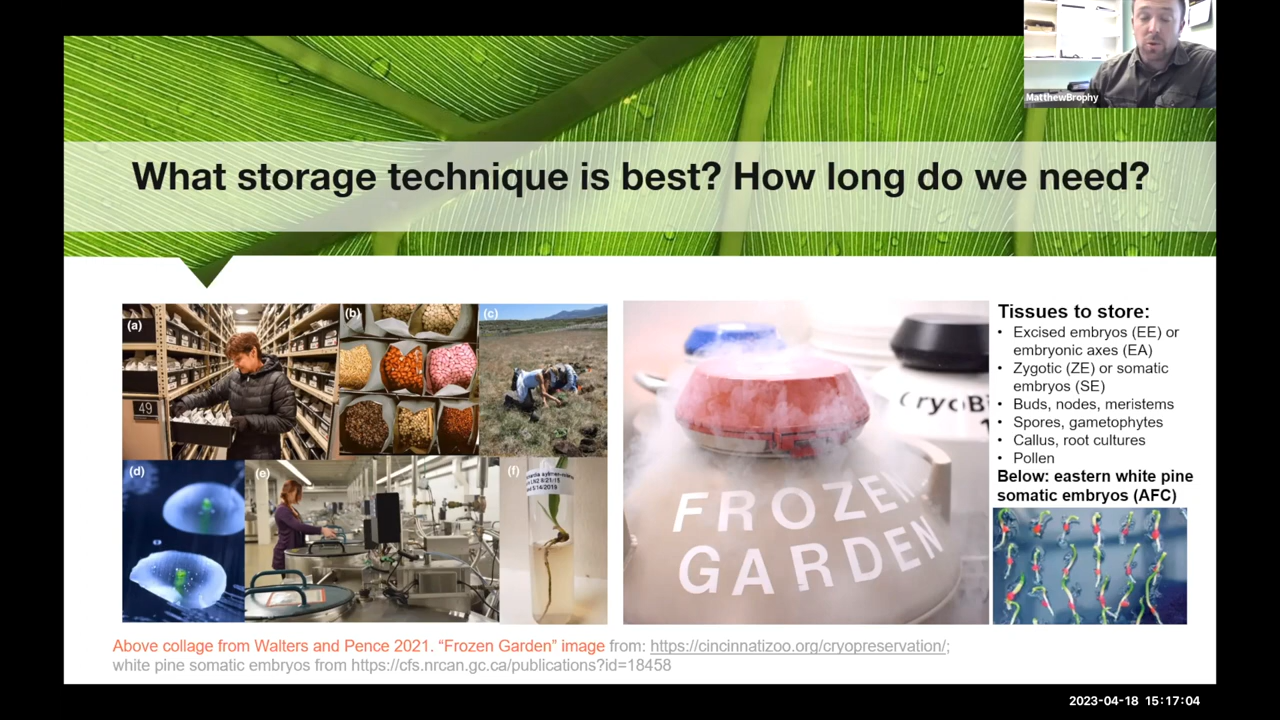 MatthewBrophy
What storage technique is best? How long do we need?
(a)
(b)
(c)
49
(d)
(e)
(f)
FROZEN
GARDEN
Tissues to store:
• Excised embryos (EE) or
embryonic axes (EA)
• Zygotic (ZE) or somatic
embryos (SE)
• Buds, nodes, meristems
• Spores, gametophytes
• Callus, root cultures
• Pollen
Below: eastern white pine
somatic embryos (AFC)
Above collage from Walters and Pence 2021. “Frozen Garden” image from: https://cincinnatizoo.org/cryopreservation/;
white pine somatic embryos from https://cfs.nrcan.gc.ca/publications?id=18458
2023-04-18 15:17:04